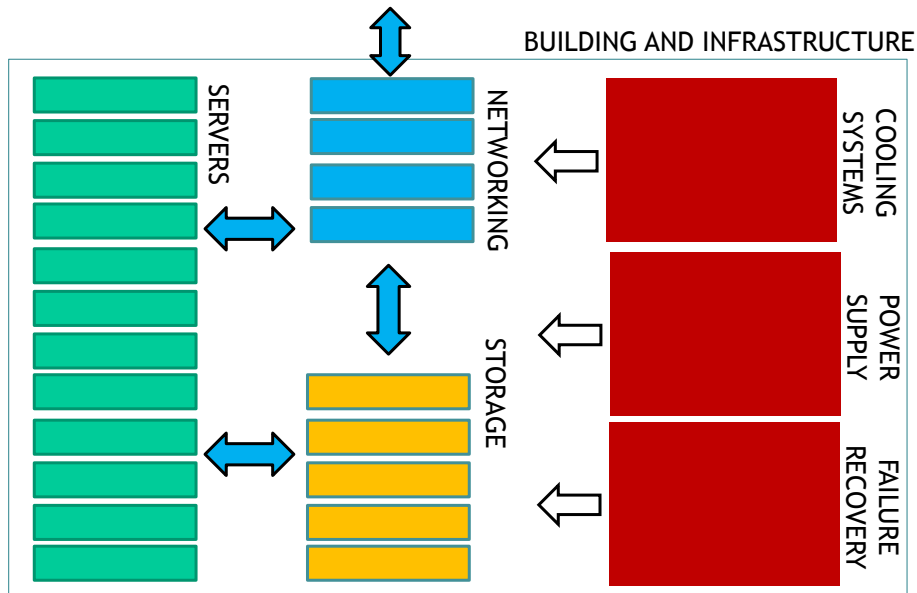 BUILDING AND INFRASTRUCTURE
SERVERS
NETWORKING
STORAGE
COOLING
SYSTEMS
POWER
SUPPLY
FAILURE
RECOVERY